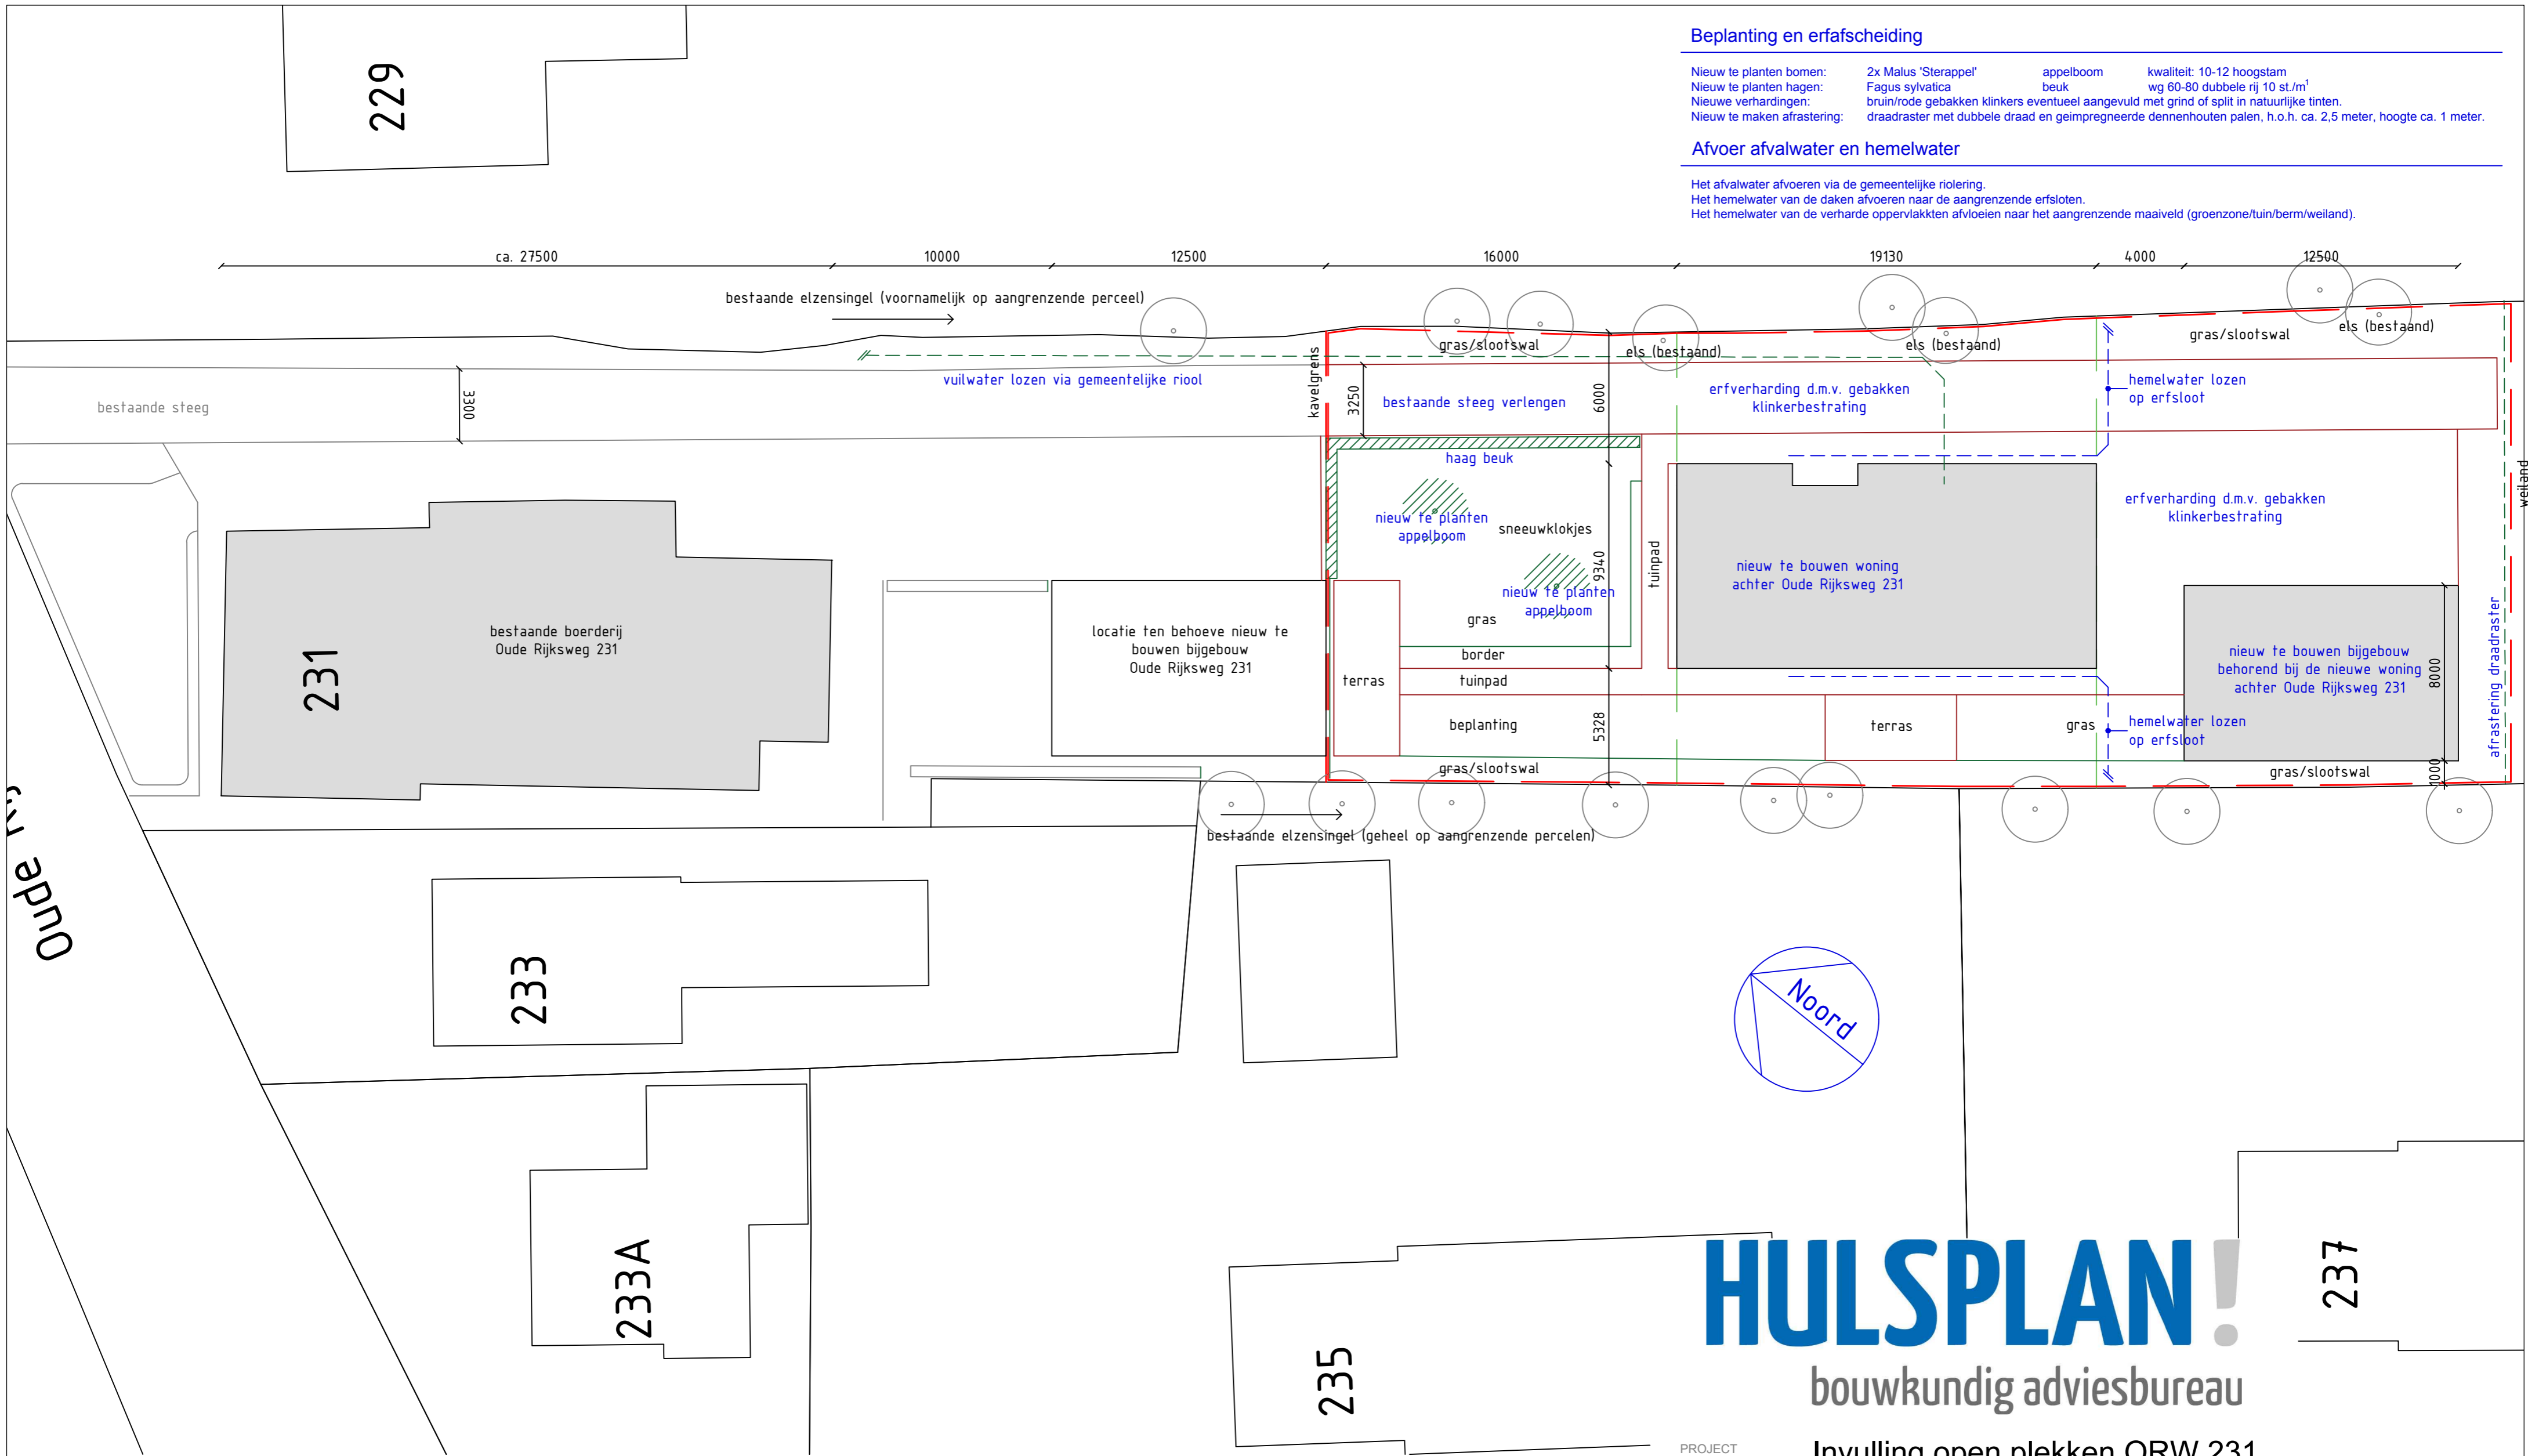 Beplanting en erfafscheiding
Nieuw te planten bomen: 2x Malus 'Sterappel' appelboom kwaliteit: 10-12 hoogstam
Nieuw te planten hagen: Fagus sylvatica beuk wg 60-80 dubbele rij 10 st./m¹
Nieuwe verhardingen: bruin/rode gebakken klinkers eventueel aangevuld met grind of split in natuurlijke tinten.
Nieuw te maken afrastering: draadraster met dubbele draad en geimpregneerde dennenhouten palen, h.o.h. ca. 2,5 meter, hoogte ca. 1 meter.
Afvoer afvalwater en hemelwater
Het afvalwater afvoeren via de gemeentelijke riolering.
Het hemelwater van de daken afvoeren naar de aangrenzende erfsloten.
Het hemelwater van de verharde oppervlakkten afvloeien naar het aangrenzende maaiveld (groenzone/tuin/berm/weiland).
229
ca. 27500
10000
12500
16000
19130
4000
12500
bestaande elzensingel (voornamelijk op aangrenzende perceel)
gras/slootswal
els (bestaand)
els (bestaand)
gras/slootswal
els (bestaand)
vuilwater lozen via gemeentelijke riool
kavelgrens
bestaande steeg
3300
3250
bestaande steeg verlengen
6000
erfverharding d.m.v. gebakken
klinkerbestrating
hemelwater lozen
op erfsloot
weiland
haag beuk
nieuw te planten
appelboom
sneeuwklokjes
9340
tuinpad
nieuw te planten
appelboom
gras
border
tuinpad
terras
beplanting
5328
nieuw te bouwen woning
achter Oude Rijksweg 231
erfverharding d.m.v. gebakken
klinkerbestrating
231
bestaande boerderij
Oude Rijksweg 231
locatie ten behoeve nieuw te
bouwen bijgebouw
Oude Rijksweg 231
nieuw te bouwen bijgebouw
behorend bij de nieuwe woning
achter Oude Rijksweg 231
8000
afrastering draadraster
terras
gras
hemelwater lozen
op erfsloot
gras/slootswal
gras/slootswal
1000
bestaande elzensingel (geheel op aangrenzende percelen)
Oude
233
Noord
233A
235
237
HULSPLAN!
bouwkundig adviesbureau
PROJECT
Invulling open plekken ORW 231